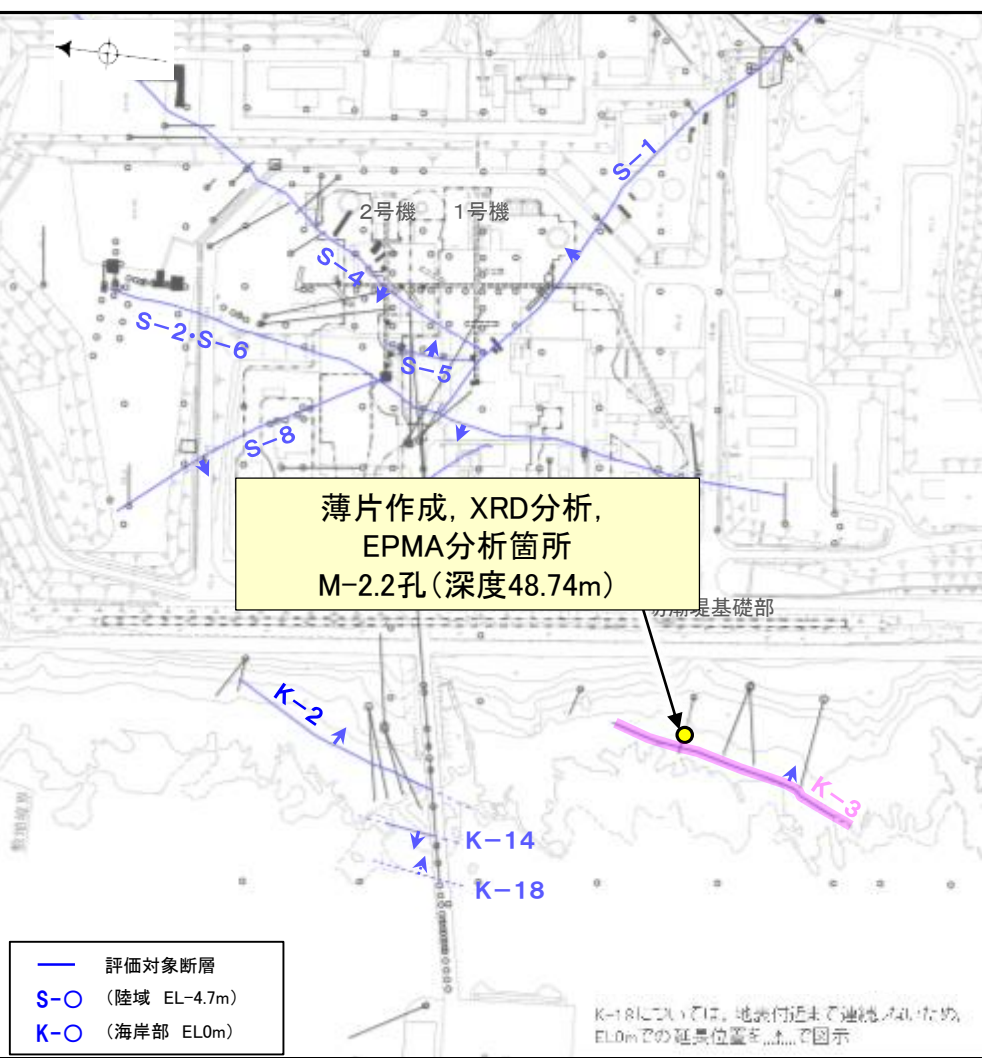 S-1
2号機
1号機
S-4
S-2・S-6
S-5
S-8
薄片作成, XRD分析,
EPMA分析箇所
M-2.2孔(深度48.74m)
堤基礎部
K-2
K-3
K-14
K-18
評価対象断層
S-○ (陸域 EL-4.7m)
K-○ (海岸部 EL0m)
K-18については、地表付近まで連続しないため,
EL0mでの延長位置を
で図示